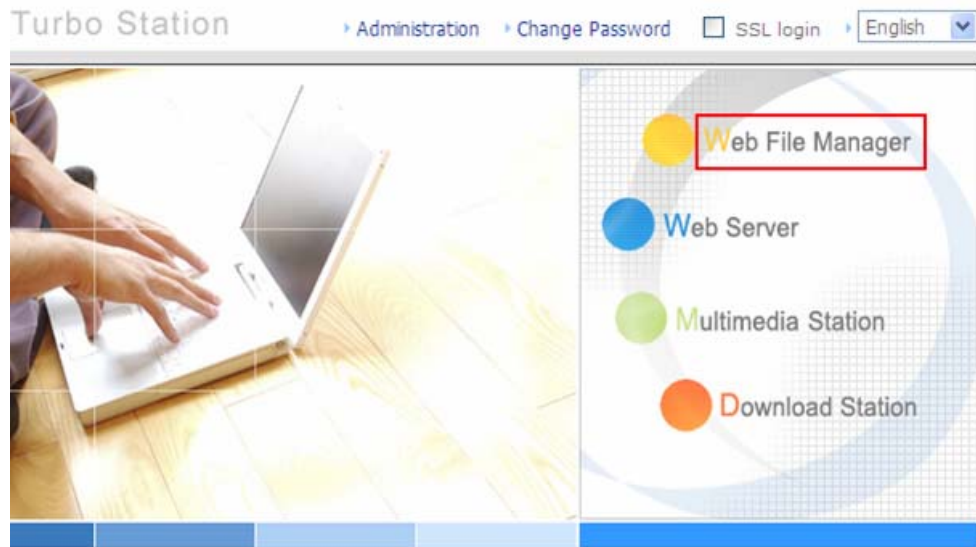 Turbo Station
Administration Change Password SSL login English
Web File Manager
Web Server
Multimedia Station
Download Station